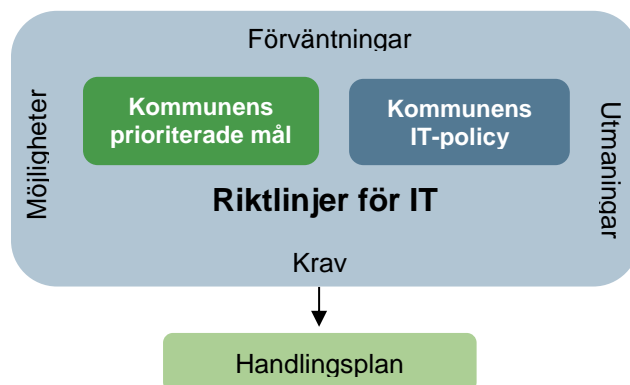 Förväntningar
Möjligheter
Kommunens
prioriterade mål
Kommunens
IT-policy
Utmaningar
Riktlinjer för IT
Krav
Handlingsplan